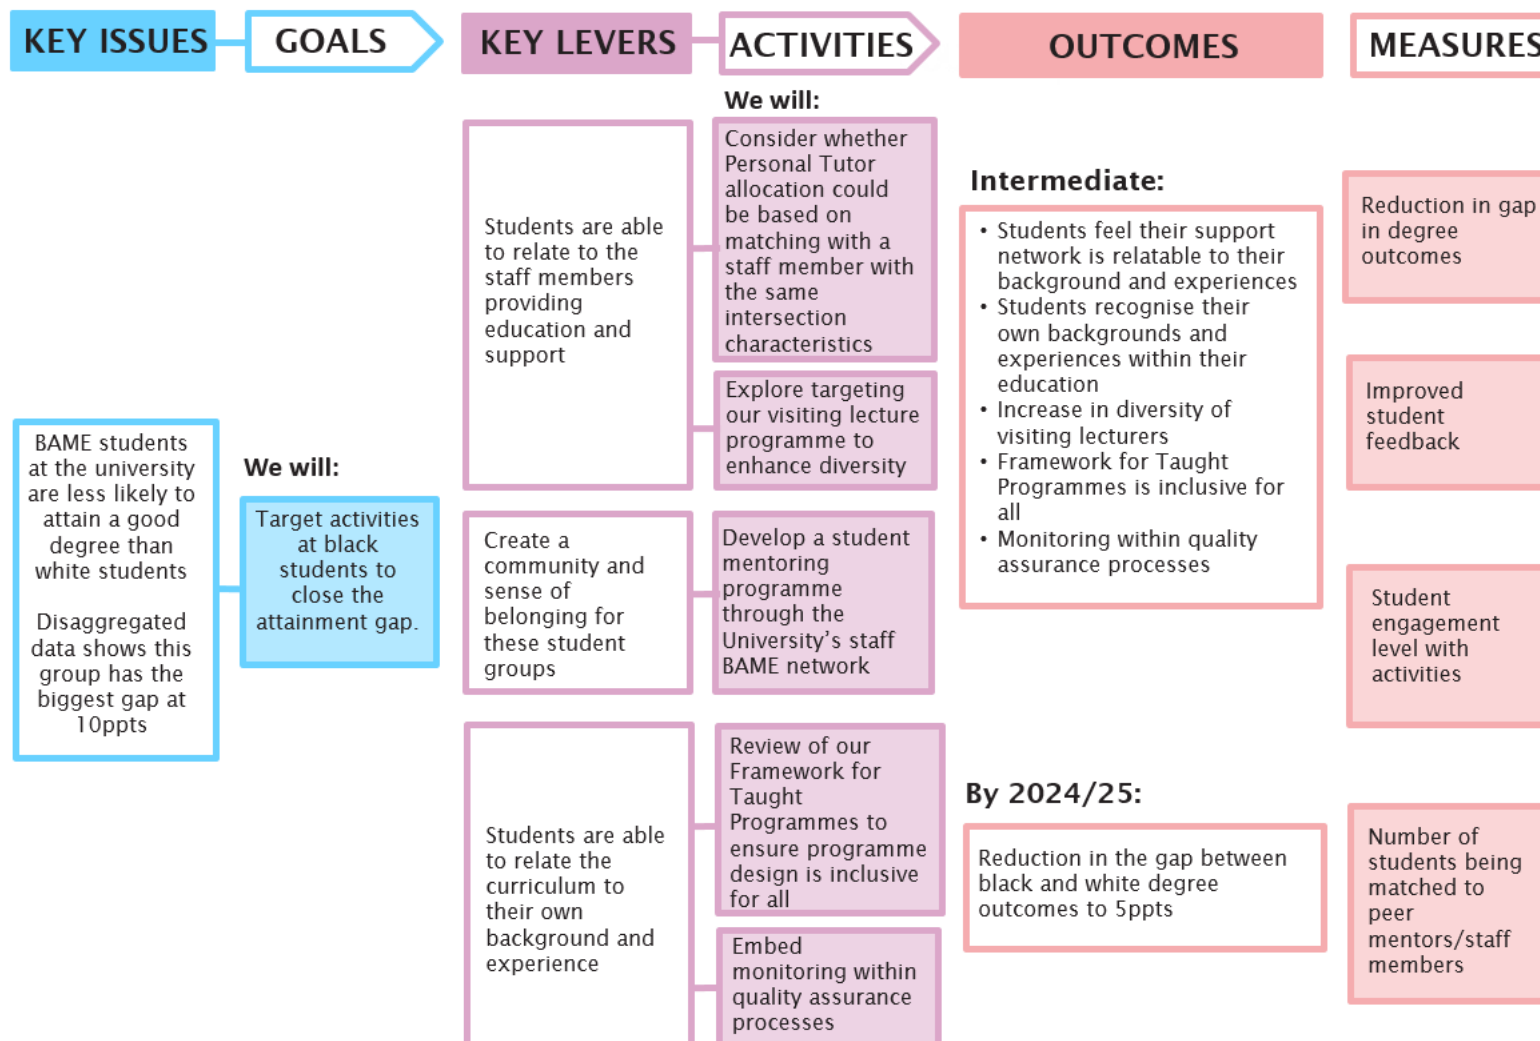 KEY ISSUES
GOALS
KEY LEVERS
ACTIVITIES
OUTCOMES
MEASURES
BAME students
at the university
are less likely to
attain a good
degree than
white students
Disaggregated
data shows this
group has the
biggest gap at
10ppts
We will:
Target activities
at black
students to
close the
attainment gap.
Students are able
to relate to the
staff members
providing
education and
support
Create a
community and
sense of
belonging for
these student
groups
Students are able
to relate the
curriculum to
their own
background and
experience
We will:
Consider whether
Personal Tutor
allocation could
be based on
matching with a
staff member with
the same
intersection
characteristics
Explore targeting
our visiting lecture
programme to
enhance diversity
Develop a student
mentoring
programme
through the
University’s staff
BAME network
Review of our
Framework for
Taught
Programmes to
ensure programme
design is inclusive
for all
Embed
monitoring within
quality assurance
processes
Intermediate:
• Students feel their support
network is relatable to their
background and experiences
• Students recognise their
own backgrounds and
experiences within their
education
• Increase in diversity of
visiting lecturers
• Framework for Taught
Programmes is inclusive for
all
• Monitoring within quality
assurance processes
By 2024/25:
Reduction in the gap between
black and white degree
outcomes to 5ppts
Reduction in gap
in degree
outcomes
Improved
student
feedback
Student
engagement
level with
activities
Number of
students being
matched to
peer
mentors/staff
members